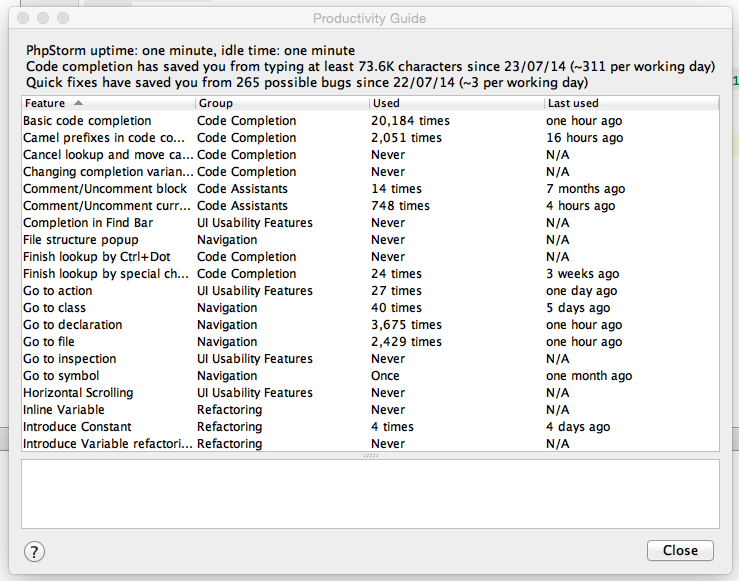 Productivity Guide
PhpStorm uptime: one minute, idle time: one minute
Code completion has saved you from typing at least 73.6K characters since 23/07/14 (~311 per working day)
Quick fixes have saved you from 265 possible bugs since 22/07/14 (~3 per working day)
Feature Group Used Last used
Basic code completion Code Completion 20,184 times one hour ago
Camel prefixes in code co... Code Completion 2,051 times 16 hours ago
Cancel lookup and move ca... Code Completion Never N/A
Changing completion varian... Code Completion Never N/A
Comment/Uncomment block Code Assistants 14 times 7 months ago
Comment/Uncomment curr... Code Assistants 748 times 4 hours ago
Completion in Find Bar UI Usability Features Never N/A
File structure popup Navigation Never N/A
Finish lookup by Ctrl+Dot Code Completion Never N/A
Finish lookup by special ch... Code Completion 24 times 3 weeks ago
Go to action UI Usability Features 27 times one day ago
Go to class Navigation 40 times 5 days ago
Go to declaration Navigation 3,675 times one hour ago
Go to file Navigation 2,429 times one hour ago
Go to inspection UI Usability Features Never N/A
Go to symbol Navigation Once one month ago
Horizontal Scrolling UI Usability Features Never N/A
Inline Variable Refactoring Never N/A
Introduce Constant Refactoring 4 times 4 days ago
Introduce Variable refactori... Refactoring Never N/A
?
Close
1